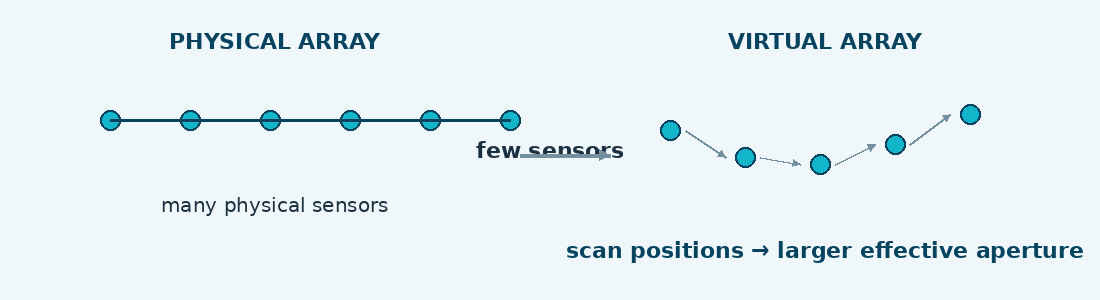 PHYSICAL ARRAY
VIRTUAL ARRAY
few sensors
many physical sensors
scan positions → larger effective aperture